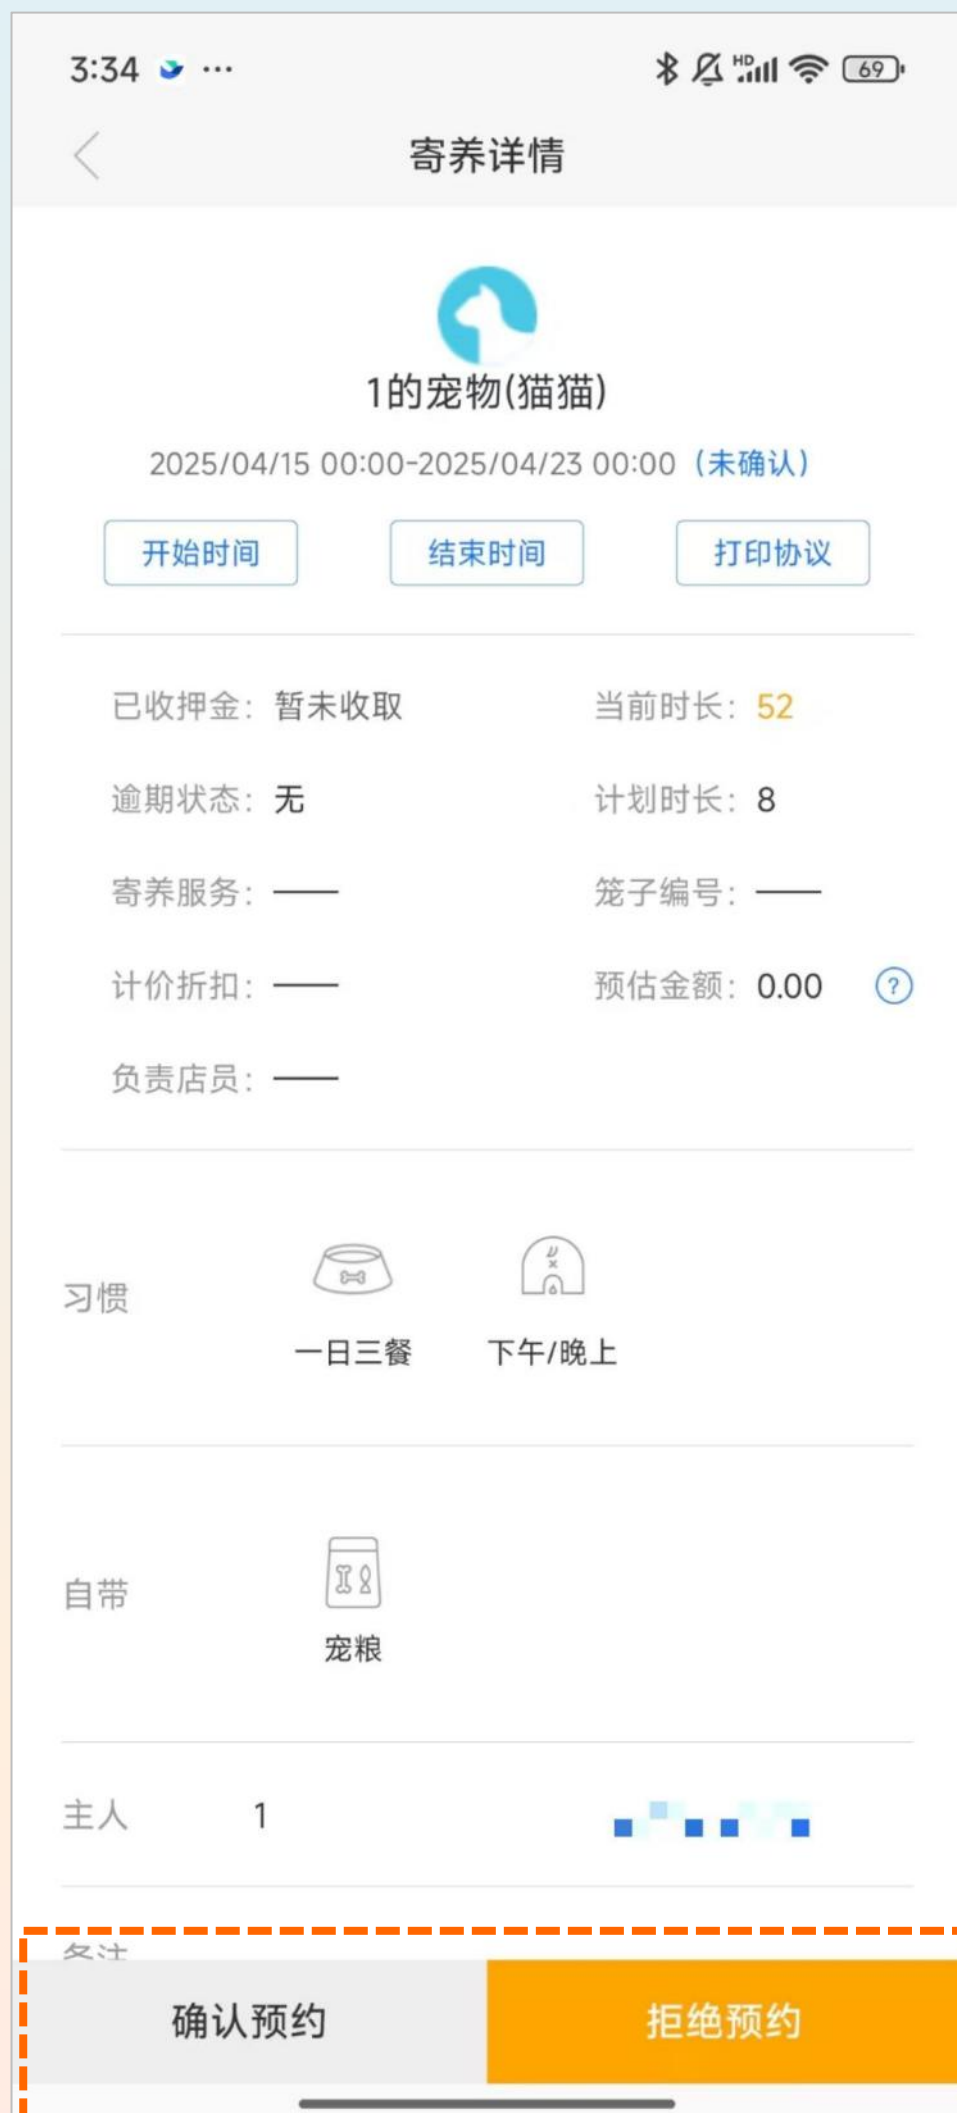 3:34 ... HD 69
寄养详情
1的宠物(猫猫)
2025/04/15 00:00-2025/04/23 00:00（未确认）
开始时间 结束时间 打印协议
已收押金：暂未收取 当前时长：52
逾期状态：无 计划时长：8
寄养服务：—— 笼子编号：——
计价折扣：—— 预估金额：0.00 ?
负责店员：——
习惯
一日三餐 下午/晚上
自带
宠粮
主人 1
备注
确认预约 拒绝预约